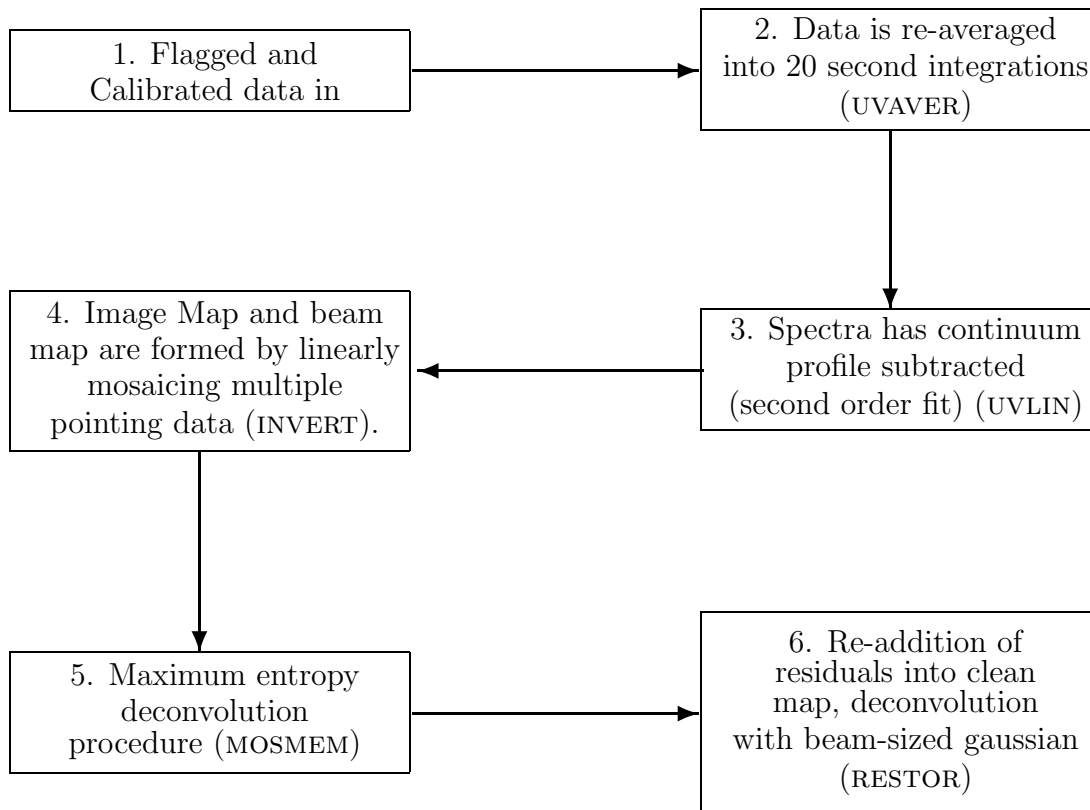 1. Flagged and
Calibrated data in
2. Data is re-averaged
into 20 second integrations
(UVAVER)
3. Spectra has continuum
profile subtracted
(second order fit) (UVLIN)
4. Image Map and beam
map are formed by linearly
mosaicing multiple
pointing data (INVERT).
5. Maximum entropy
deconvolution
procedure (MOSMEM)
6. Re-addition of
residuals into clean
map, deconvolution
with beam-sized gaussian
(RESTOR)